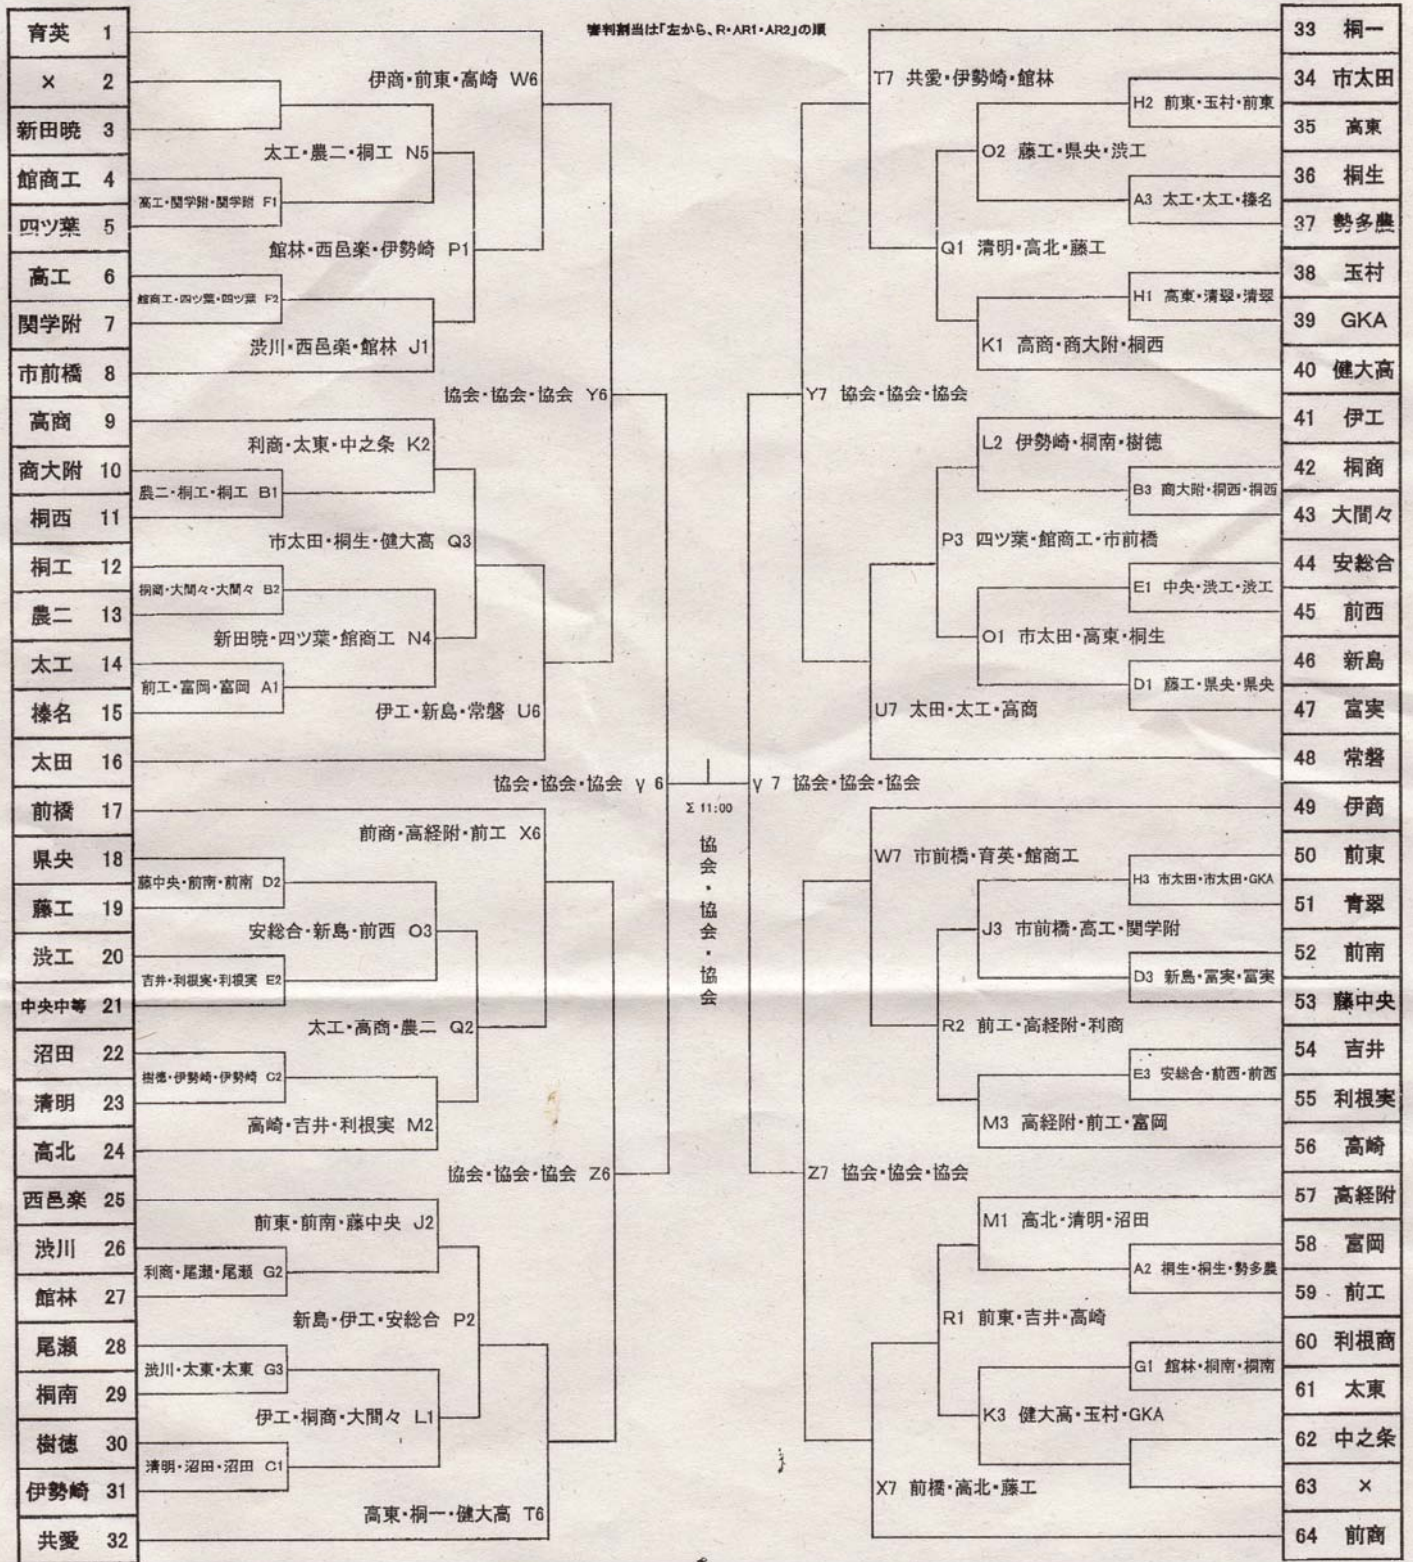 審判割当は「左から、R・AR1・AR2」の順
育英 1
× 2
新田暁 3
館商工 4
四ツ葉 5
高工 6
関学附 7
市前橋 8
高商 9
商大附 10
桐西 11
桐工 12
農二 13
太工 14
榛名 15
太田 16
前橋 17
県央 18
藤工 19
渋工 20
中央中等 21
沼田 22
清明 23
高北 24
西邑楽 25
渋川 26
館林 27
尾瀬 28
桐南 29
樹徳 30
伊勢崎 31
共愛 32
伊商・前東・高崎 W6
太工・農二・桐工 N5
高工・関学附・関学附 F1
館林・西邑楽・伊勢崎 P1
館商工・四ツ葉・四ツ葉 F2
渋川・西邑楽・館林 J1
協会・協会・協会 Y6
利商・太東・中之条 K2
農二・桐工・桐工 B1
市太田・桐生・健大高 Q3
桐商・大間々・大間々 B2
新田暁・四ツ葉・館商工 N4
前工・富岡・富岡 A1
伊工・新島・常磐 U6
協会・協会・協会 γ 6
前商・高経附・前工 X6
藤中央・前南・前南 D2
安総合・新島・前西 O3
吉井・利根実・利根実 E2
太工・高商・農二 Q2
樹徳・伊勢崎・伊勢崎 C2
高崎・吉井・利根実 M2
協会・協会・協会 Z6
前東・前南・藤中央 J2
利商・尾瀬・尾瀬 G2
新島・伊工・安総合 P2
渋川・太東・太東 G3
伊工・桐商・大間々 L1
清明・沼田・沼田 C1
高東・桐一・健大高 T6
Σ 11:00
協会・協会・協会
T7 共愛・伊勢崎・館林
H2 前東・玉村・前東
O2 藤工・県央・渋工
A3 太工・太工・榛名
Q1 清明・高北・藤工
H1 高東・清翠・清翠
K1 高商・商大附・桐西
Y7 協会・協会・協会
L2 伊勢崎・桐南・樹徳
B3 商大附・桐西・桐西
P3 四ツ葉・館商工・市前橋
E1 中央・渋工・渋工
O1 市太田・高東・桐生
D1 藤工・県央・県央
U7 太田・太工・高商
γ 7 協会・協会・協会
W7 市前橋・育英・館商工
H3 市太田・市太田・GKA
J3 市前橋・高工・関学附
D3 新島・富実・富実
R2 前工・高経附・利商
E3 安総合・前西・前西
M3 高経附・前工・富岡
Z7 協会・協会・協会
M1 高北・清明・沼田
A2 桐生・桐生・勢多農
R1 前東・吉井・高崎
G1 館林・桐南・桐南
K3 健大高・玉村・GKA
X7 前橋・高北・藤工
33 桐一
34 市太田
35 高東
36 桐生
37 勢多農
38 玉村
39 GKA
40 健大高
41 伊工
42 桐商
43 大間々
44 安総合
45 前西
46 新島
47 富実
48 常磐
49 伊商
50 前東
51 青翠
52 前南
53 藤中央
54 吉井
55 利根実
56 高崎
57 高経附
58 富岡
59 前工
60 利根商
61 太東
62 中之条
63 ×
64 前商